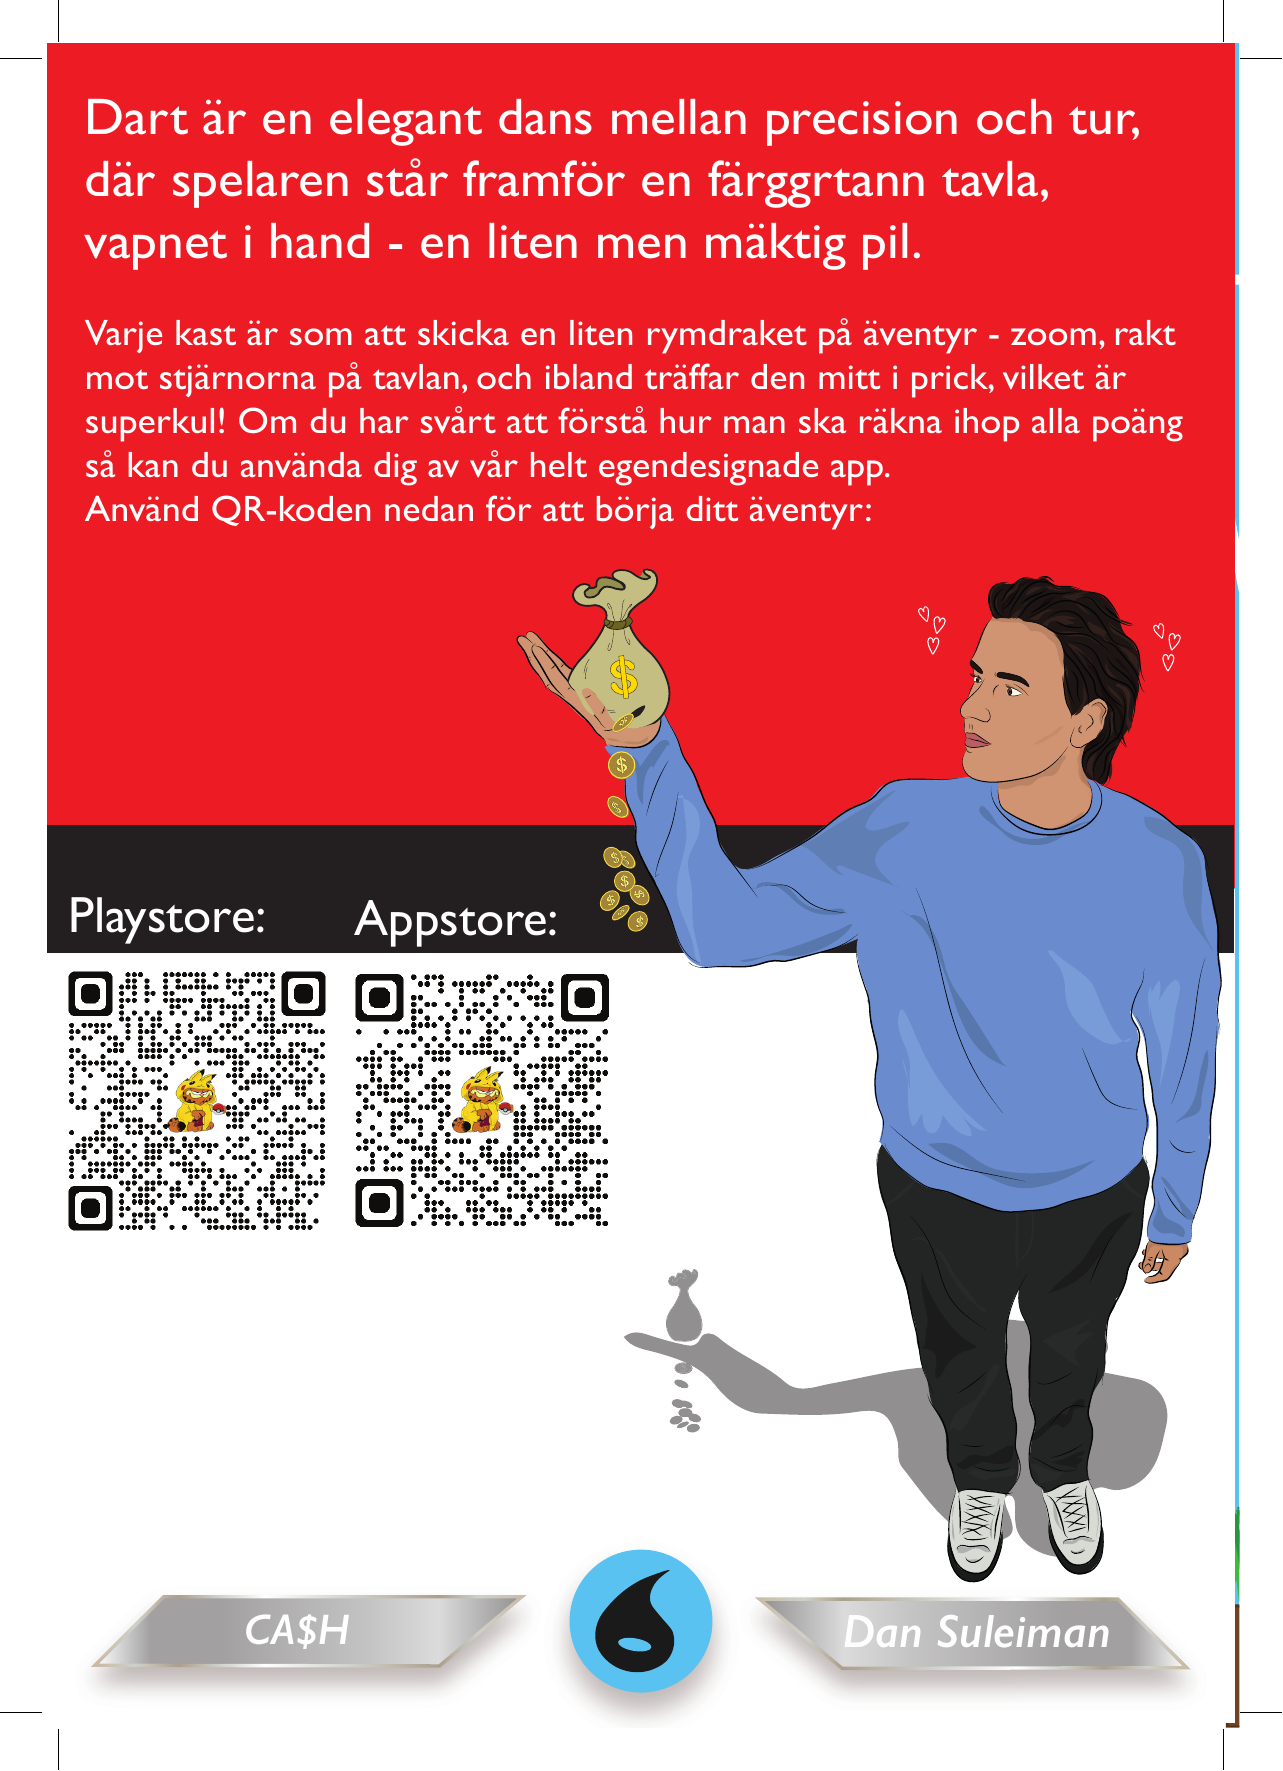 Dart är en elegant dans mellan precision och tur,
där spelaren står framför en färggrtann tavla,
vapnet i hand - en liten men mäktig pil.
Varje kast är som att skicka en liten rymdraket på äventyr - zoom, rakt
mot stjärnorna på tavlan, och ibland träffar den mitt i prick, vilket är
superkul! Om du har svårt att förstå hur man ska räkna ihop alla poäng
så kan du använda dig av vår helt egendesignade app.
Använd QR-koden nedan för att börja ditt äventyr:
$
Playstore:
Appstore:
CA$H
Dan Suleiman